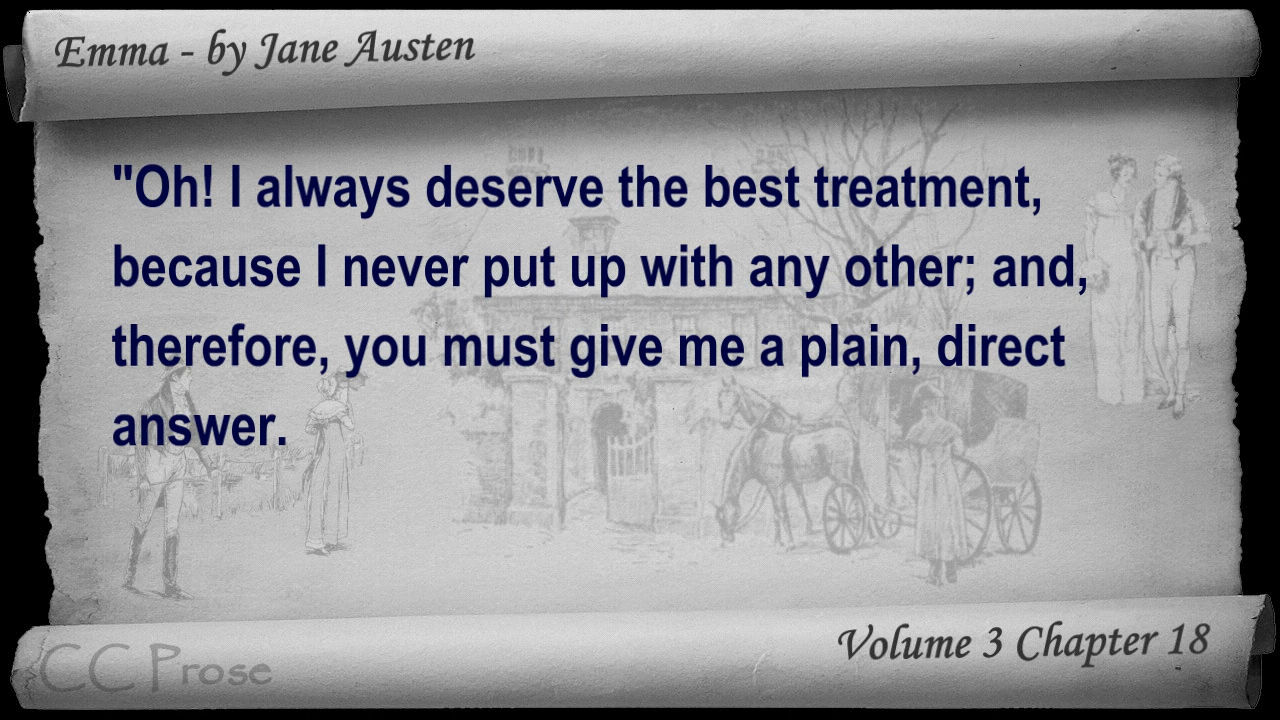 Emma - by Jane Austen
"Oh! I always deserve the best treatment,
because I never put up with any other; and,
therefore, you must give me a plain, direct
answer.
Volume 3 Chapter 18
CC Prose